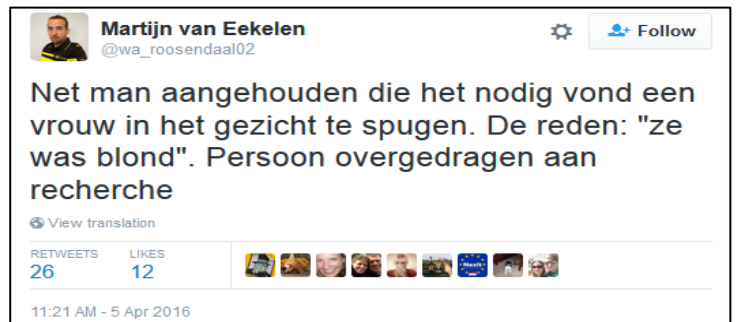 Martijn van Eekelen
@wa_roosendaal02
Follow
Net man aangehouden die het nodig vond een
vrouw in het gezicht te spugen. De reden: "ze
was blond". Persoon overgedragen aan
recherche
View translation
RETWEETS LIKES
26 12
Nexit
11:21 AM - 5 Apr 2016